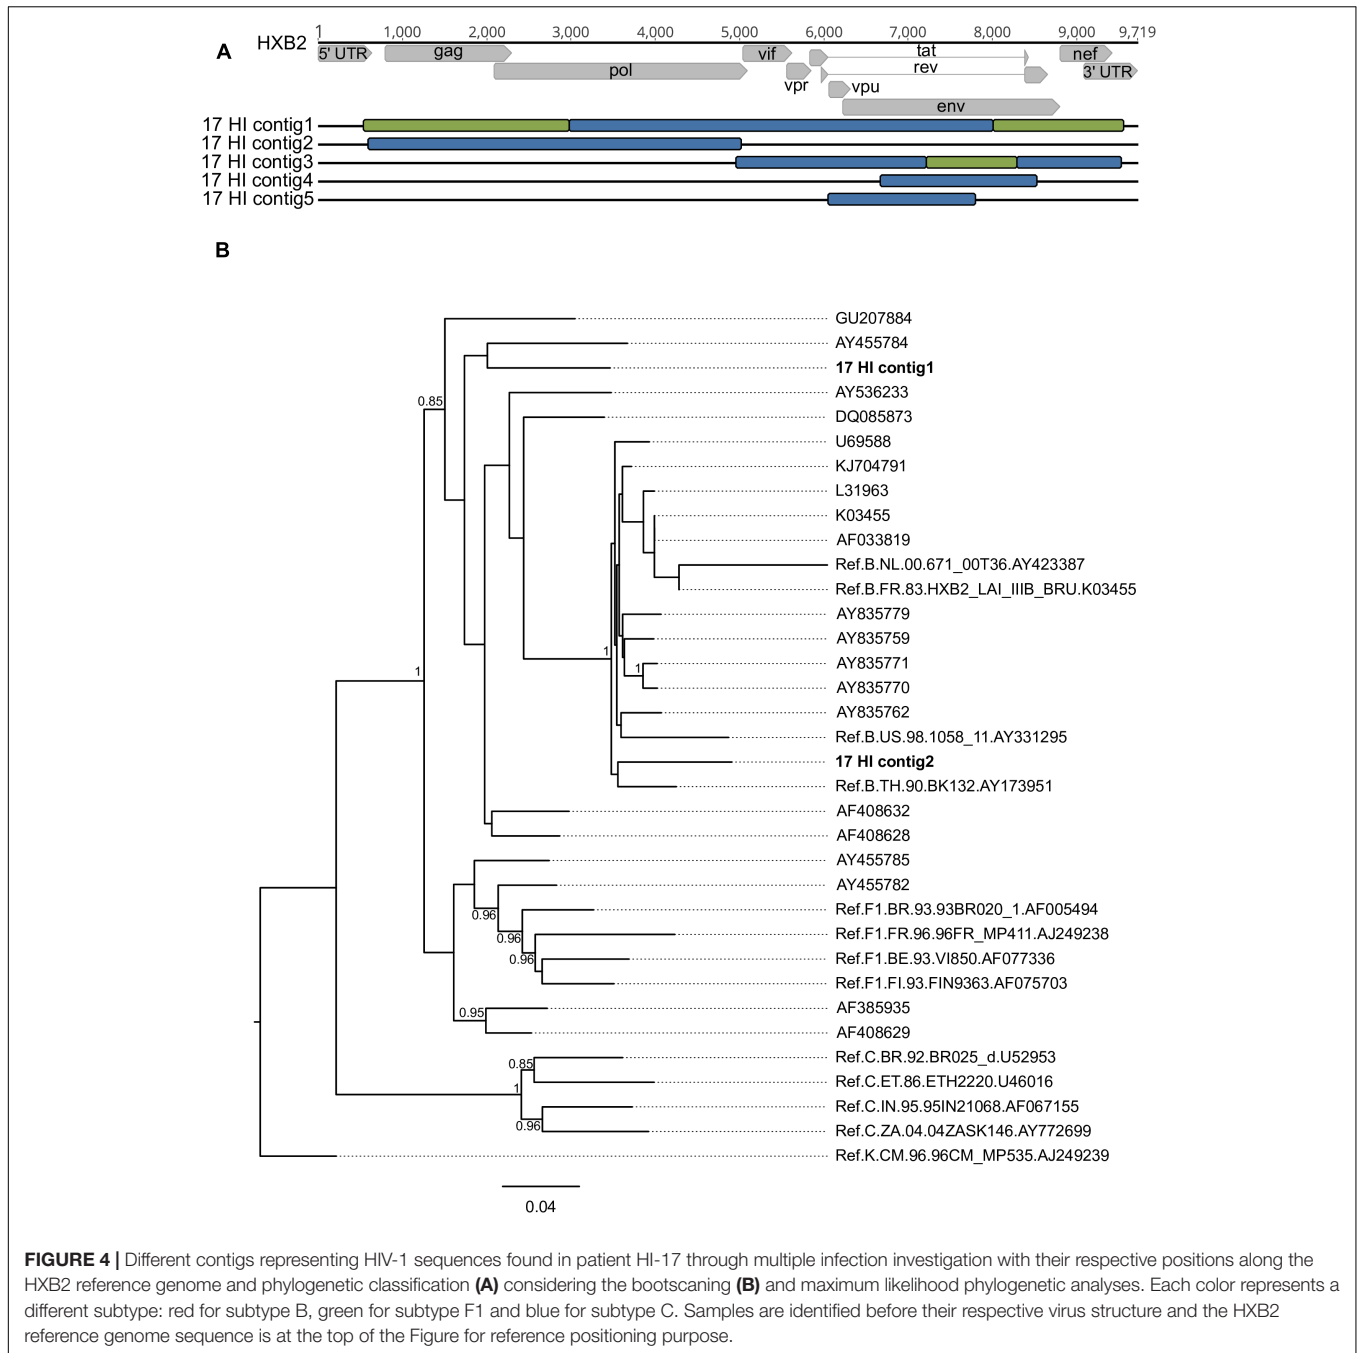 1 1,000 2,000 3,000 4,000 5,000 6,000 7,000 8,000 9,000 9,719
A HXB2
5' UTR gag vif tat nef
pol vpr rev 3' UTR
vpu
env
17 HI contig1
17 HI contig2
17 HI contig3
17 HI contig4
17 HI contig5
B
GU207884
AY455784
17 HI contig1
AY536233
0.85
DQ085873
U69588
KJ704791
L31963
K03455
AF033819
Ref.B.NL.00.671_00T36.AY423387
Ref.B.FR.83.HXB2_LAI_IIIB_BRU.K03455
AY835779
AY835759
1
AY835771
1
1
AY835770
AY835762
Ref.B.US.98.1058_11.AY331295
17 HI contig2
Ref.B.TH.90.BK132.AY173951
AF408632
AF408628
AY455785
AY455782
Ref.F1.BR.93.93BR020_1.AF005494
0.96
Ref.F1.FR.96.96FR_MP411.AJ249238
0.96
Ref.F1.BE.93.VI850.AF077336
0.96
Ref.F1.FI.93.FIN9363.AF075703
AF385935
0.95
AF408629
Ref.C.BR.92.BR025_d.U52953
0.85
Ref.C.ET.86.ETH2220.U46016
1
Ref.C.IN.95.95IN21068.AF067155
0.96
Ref.C.ZA.04.04ZASK146.AY772699
Ref.K.CM.96.96CM_MP535.AJ249239
0.04
FIGURE 4 | Different contigs representing HIV-1 sequences found in patient HI-17 through multiple infection investigation with their respective positions along the
HXB2 reference genome and phylogenetic classification (A) considering the bootscaning (B) and maximum likelihood phylogenetic analyses. Each color represents a
different subtype: red for subtype B, green for subtype F1 and blue for subtype C. Samples are identified before their respective virus structure and the HXB2
reference genome sequence is at the top of the Figure for reference positioning purpose.